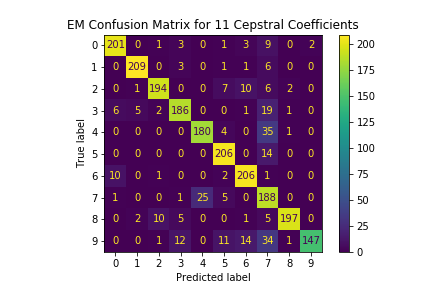 EM Confusion Matrix for 11 Cepstral Coefficients
0 201 0 1 3 0 1 3 9 0 2
1 0 209 0 3 0 1 1 6 0 0
2 0 1 194 0 0 7 10 6 2 0
3 6 5 2 186 0 0 1 19 1 0
4 0 0 0 0 180 4 0 35 1 0
5 0 0 0 0 0 206 0 14 0 0
6 10 0 1 0 0 2 206 1 0 0
7 1 0 0 1 25 5 0 188 0 0
8 0 2 10 5 0 0 1 5 197 0
9 0 0 1 12 0 11 14 34 1 147
0 1 2 3 4 5 6 7 8 9
Predicted label
True label
200
175
150
125
100
75
50
25
0